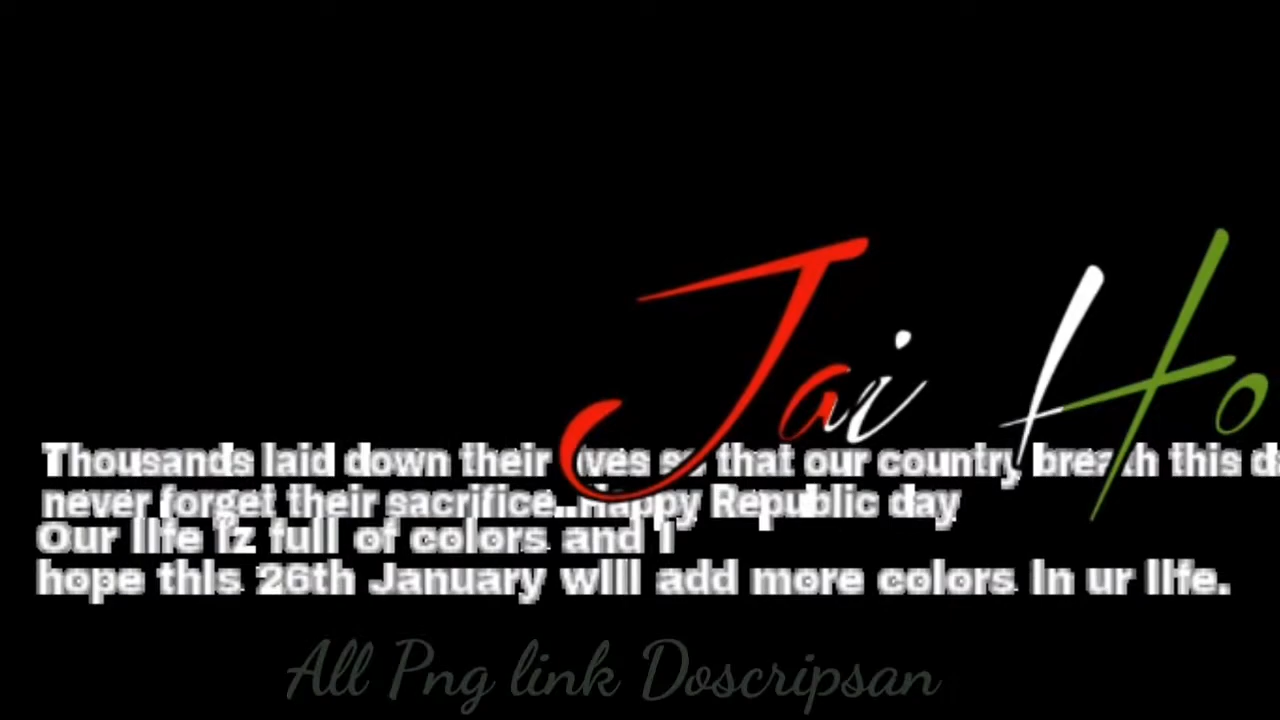 Jai Ho
Thousands laid down their lives so that our country breath this d
never forget their sacrifice..Happy Republic day
Our life iz full of colors and I
hope this 26th January will add more colors in ur life.
All Png link Doscripsan